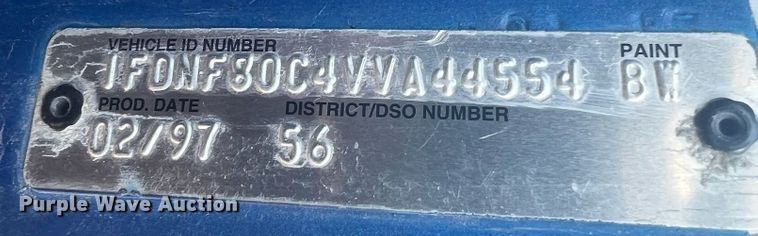 VEHICLE ID NUMBER PAINT
1FDNF80C4VVA44554 BW
PROD. DATE DISTRICT/DSO NUMBER
02/97 56
Purple Wave Auction